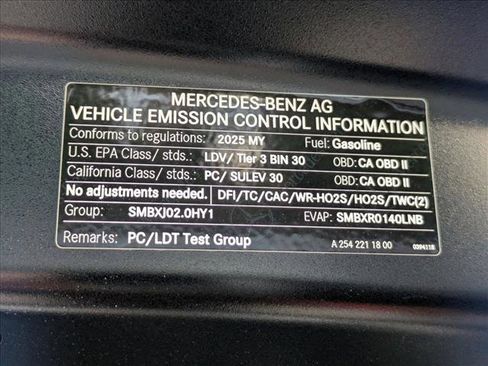 MERCEDES-BENZ AG
VEHICLE EMISSION CONTROL INFORMATION
Conforms to regulations: 2025 MY Fuel: Gasoline
U.S. EPA Class/ stds.: LDV/ Tier 3 BIN 30 OBD: CA OBD II
California Class/ stds.: PC/ SULEV 30 OBD: CA OBD II
No adjustments needed. DFI/TC/CAC/WR-HO2S/HO2S/TWC(2)
Group: SMBXJ02.0HY1 EVAP: SMBXR0140LNB
Remarks: PC/LDT Test Group A 254 221 18 00 0394318